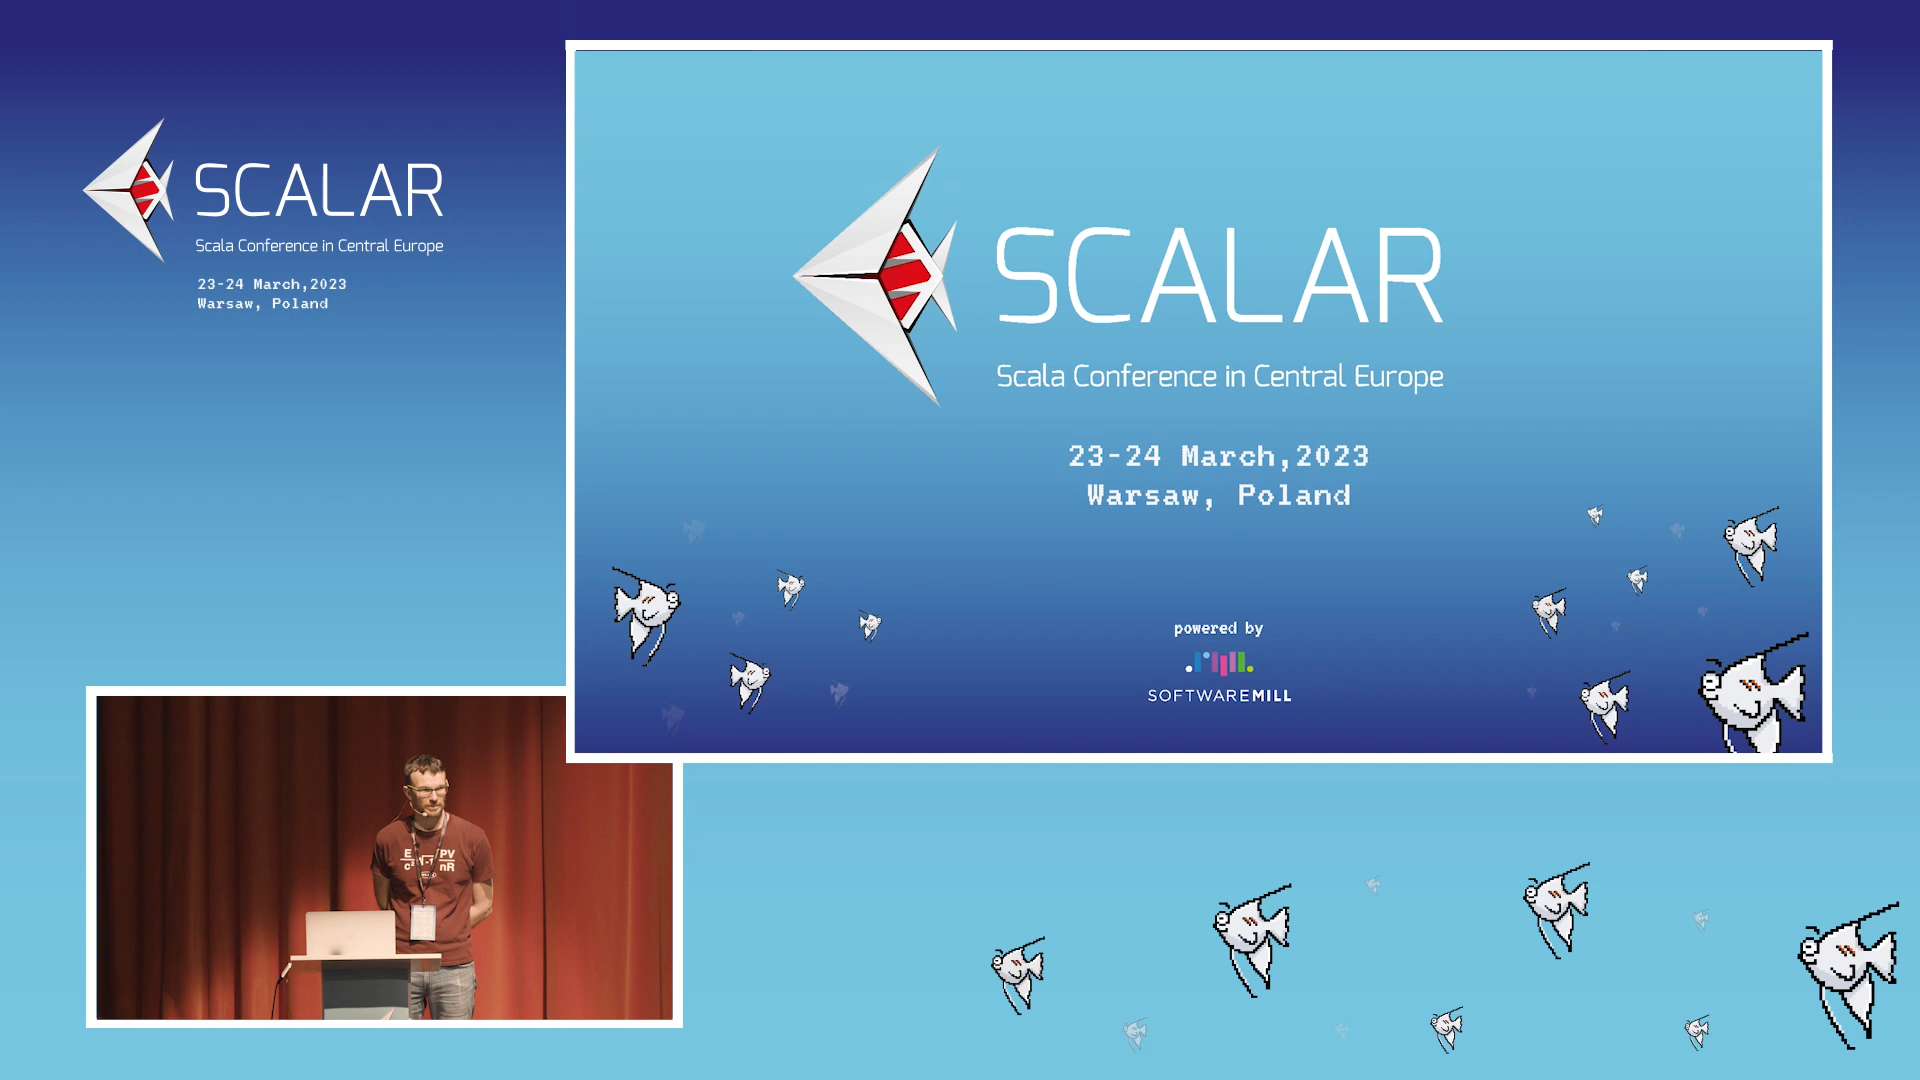 SCALAR
Scala Conference in Central Europe
23-24 March,2023
Warsaw, Poland
SCALAR
Scala Conference in Central Europe
23-24 March,2023
Warsaw, Poland
powered by
SOFTWAREMILL